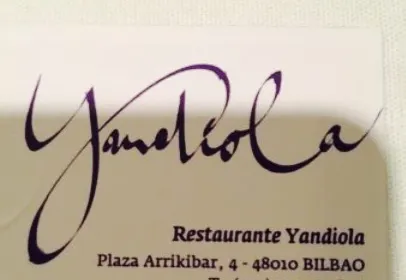 Yandiola
Restaurante Yandiola
Plaza Arrikibar, 4 - 48010 BILBAO